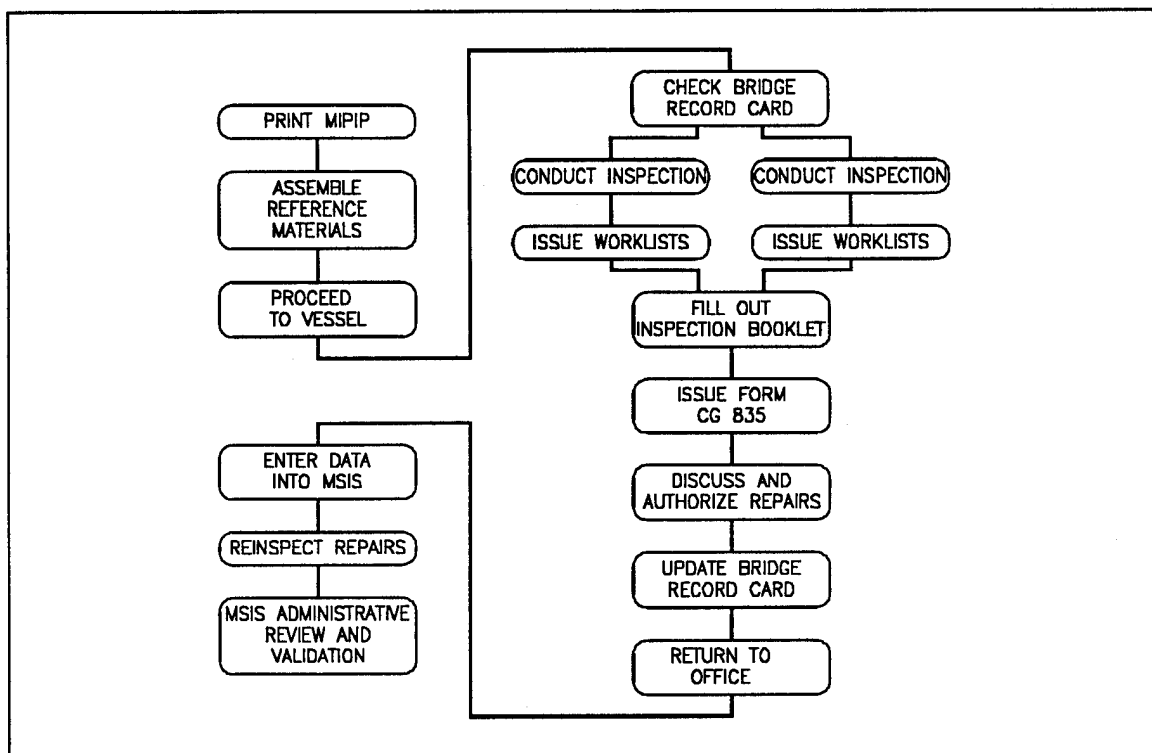 PRINT MIPIP
ASSEMBLE
REFERENCE
MATERIALS
PROCEED
TO VESSEL
CHECK BRIDGE
RECORD CARD
CONDUCT INSPECTION
CONDUCT INSPECTION
ISSUE WORKLISTS
ISSUE WORKLISTS
FILL OUT
INSPECTION BOOKLET
ISSUE FORM
CG 835
DISCUSS AND
AUTHORIZE REPAIRS
UPDATE BRIDGE
RECORD CARD
RETURN TO
OFFICE
ENTER DATA
INTO MSIS
REINSPECT REPAIRS
MSIS ADMINISTRATIVE
REVIEW AND
VALIDATION